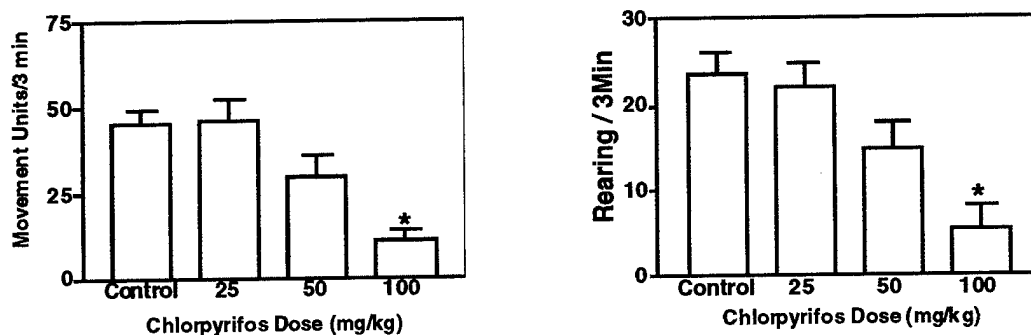 75
50
25
0
Movement Units/3 min
*
Control 25 50 100
Chlorpyrifos Dose (mg/kg)
30
20
10
0
Rearing / 3Min
*
Control 25 50 100
Chlorpyrifos Dose (mg/kg)